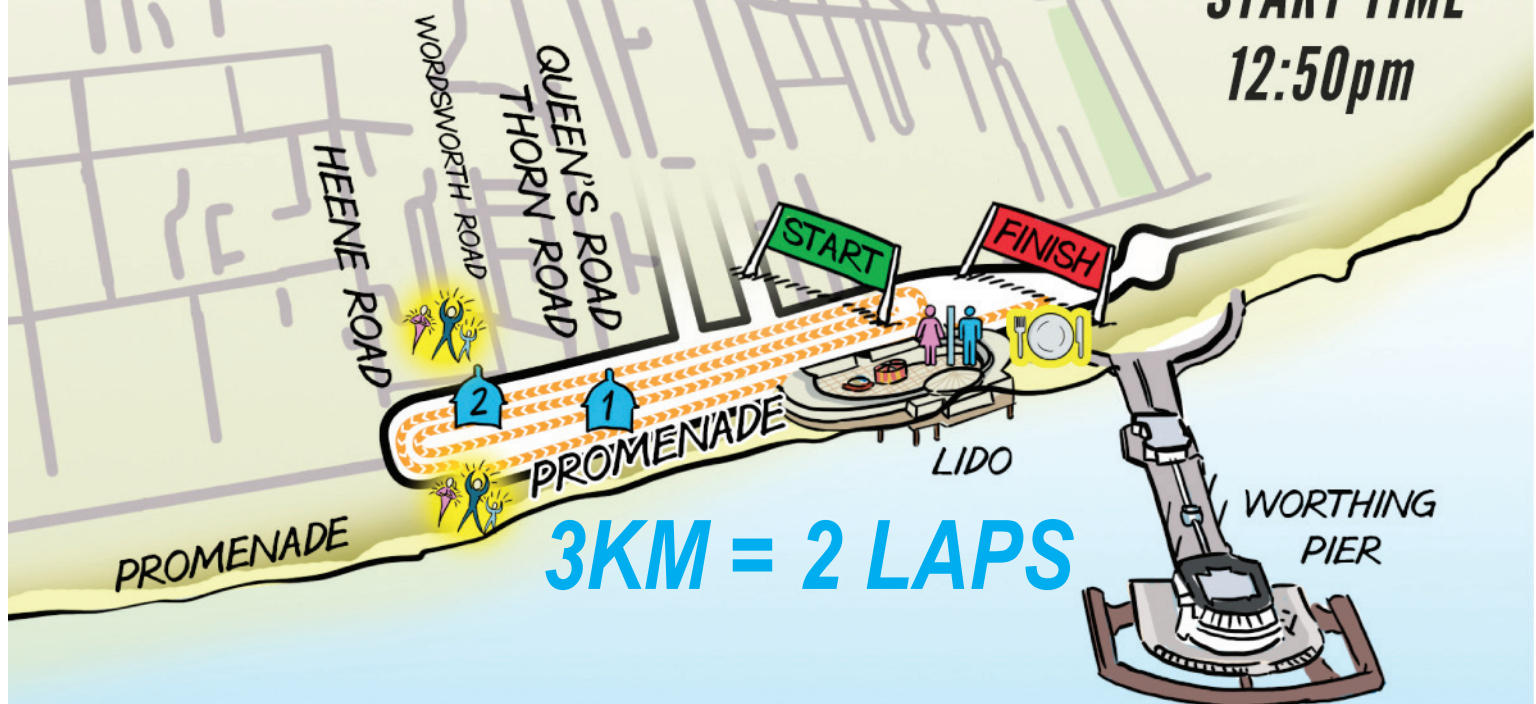 START TIME
12:50pm
WORDSWORTH ROAD
QUEEN'S ROAD
THORN ROAD
HEENE ROAD
START
FINISH
2
1
PROMENADE
LIDO
PROMENADE
3KM = 2 LAPS
WORTHING
PIER